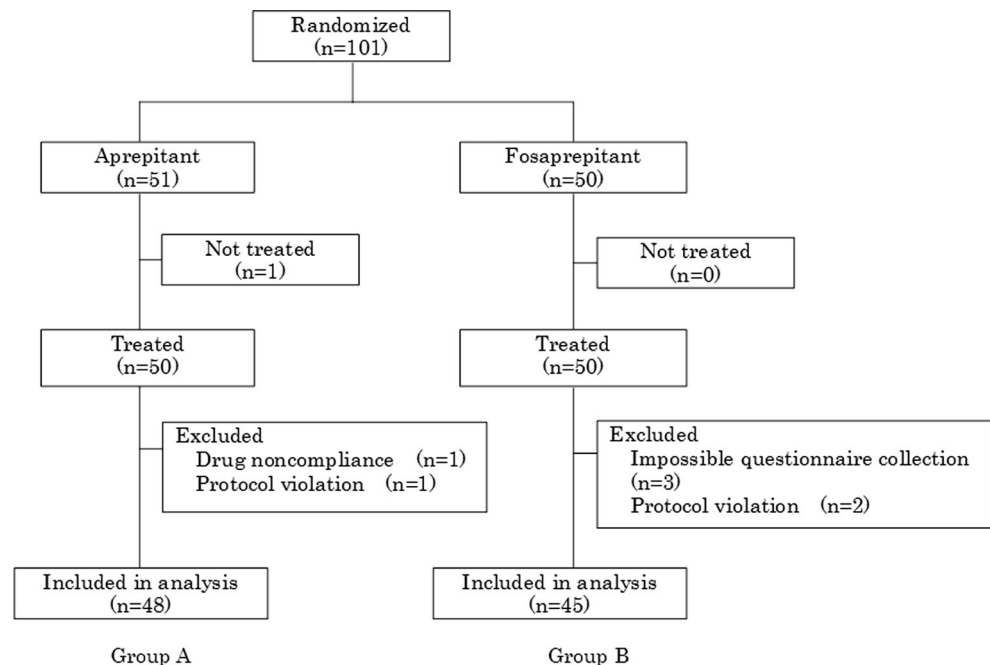 Randomized
(n=101)
Aprepitant
(n=51)
Fosaprepitant
(n=50)
Not treated
(n=1)
Not treated
(n=0)
Treated
(n=50)
Treated
(n=50)
Excluded
Drug noncompliance (n=1)
Protocol violation (n=1)
Excluded
Impossible questionnaire collection
(n=3)
Protocol violation (n=2)
Included in analysis
(n=48)
Included in analysis
(n=45)
Group A
Group B